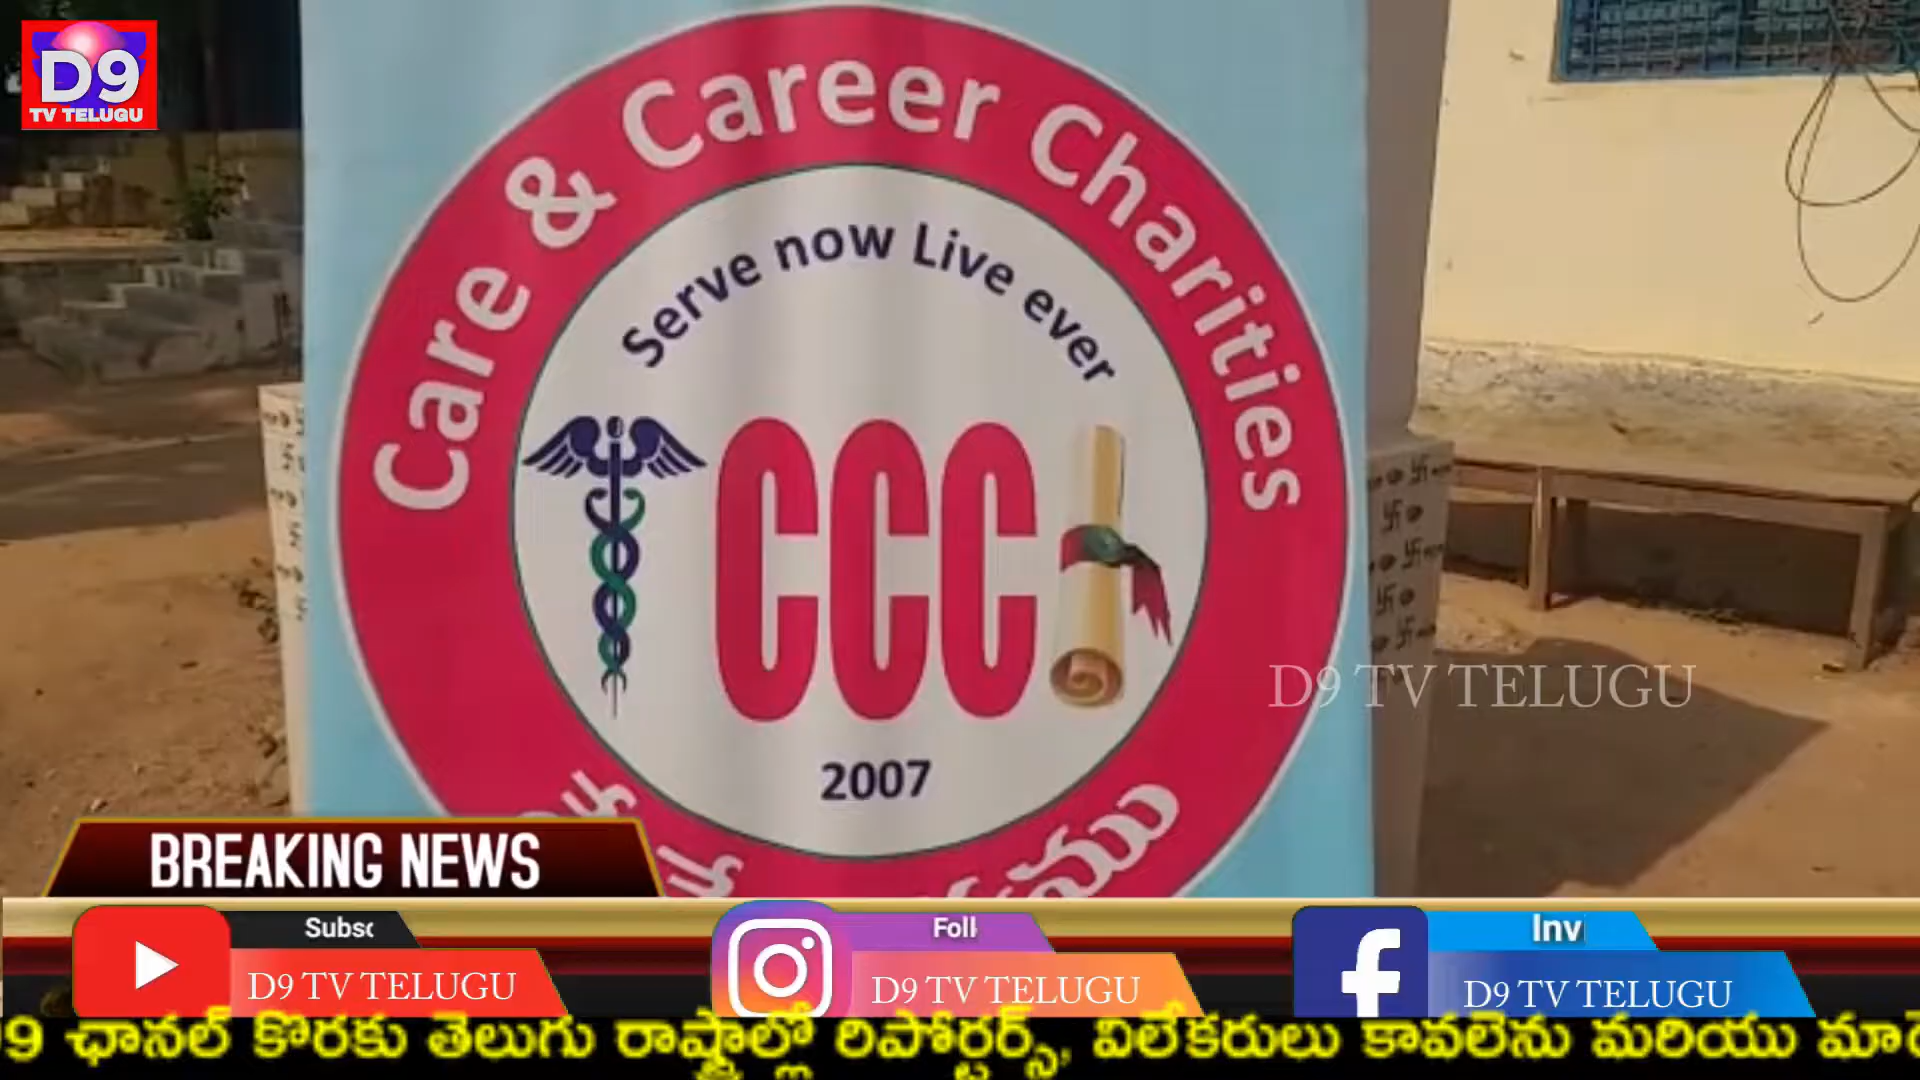 D9
TV TELUGU
Care & Career Charities
Serve now Live ever
CCC
2007
D9 TV TELUGU
BREAKING NEWS
Subsc
D9 TV TELUGU
Foll
D9 TV TELUGU
Inv
D9 TV TELUGU
9 ఛానల్ కొరకు తెలుగు రాష్ట్రాల్లో రిపోర్టర్స్, విలేకరులు కావలెను మరియు